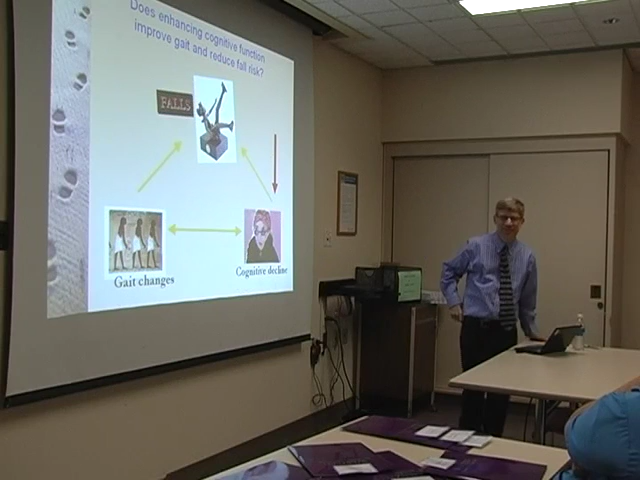 Does enhancing cognitive function
improve gait and reduce fall risk?
FALLS
Gait changes
Cognitive decline